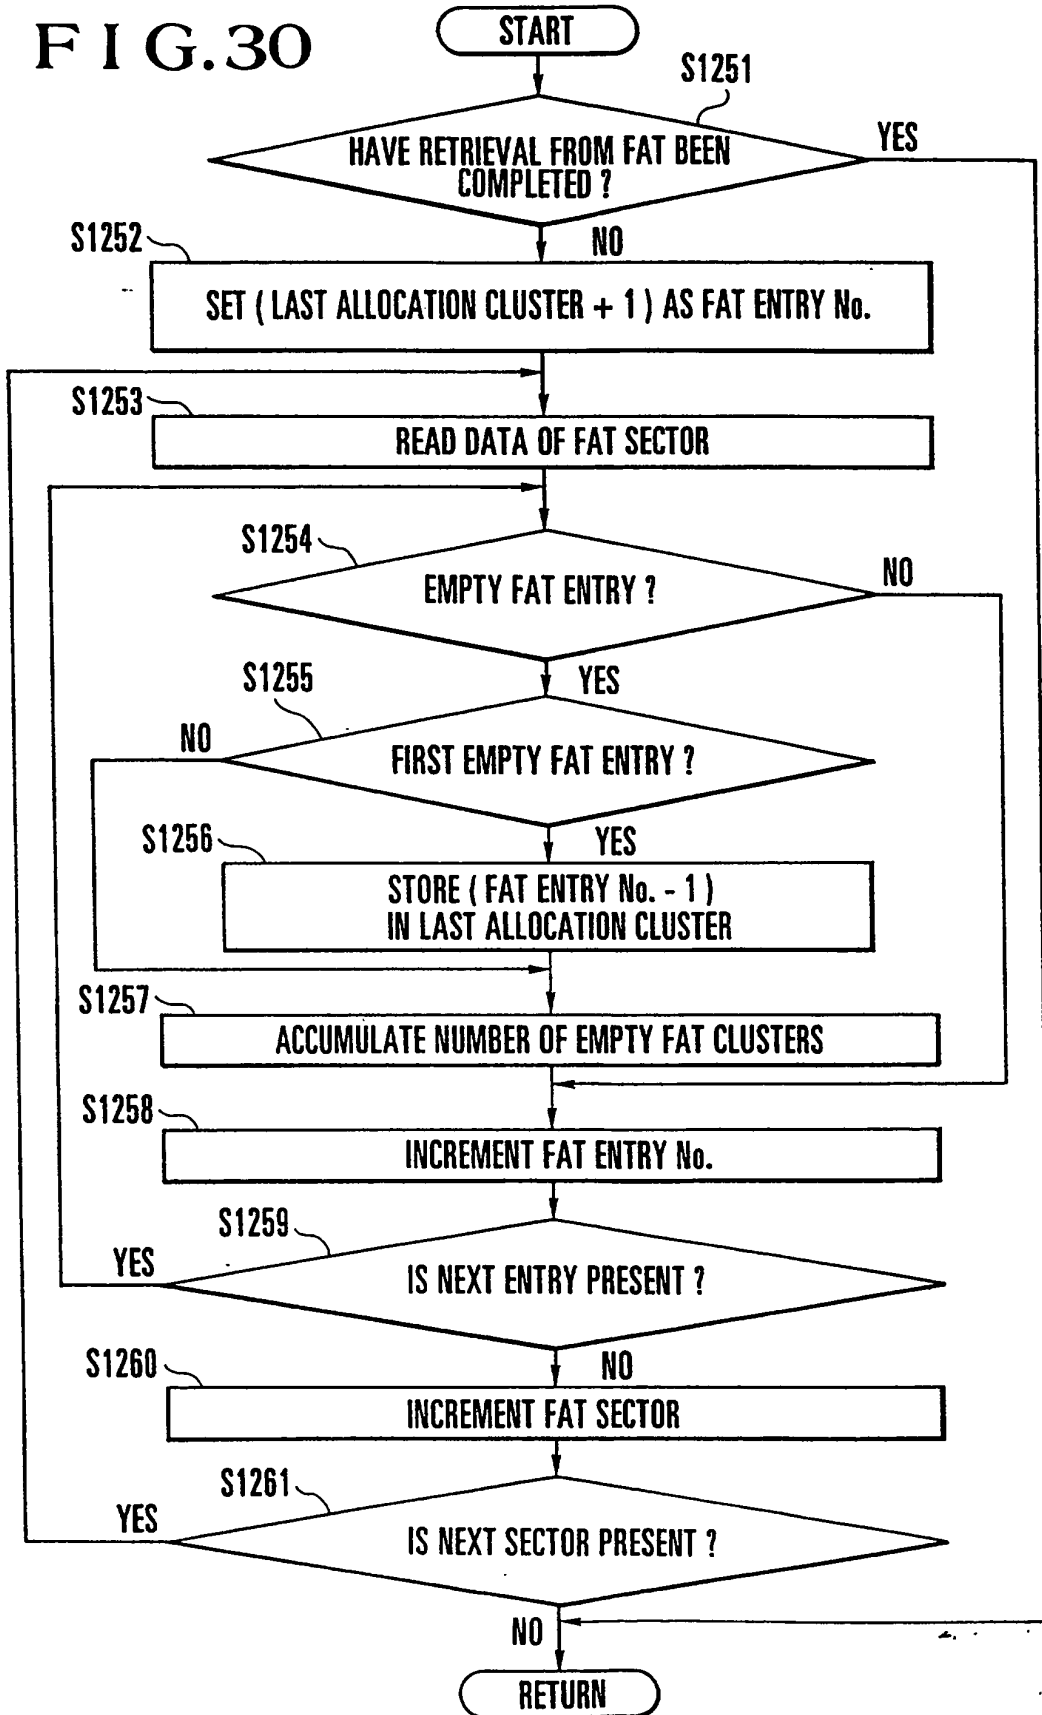 FIG.30
START
S1251
HAVE RETRIEVAL FROM FAT BEEN
COMPLETED ?
YES
NO
S1252
SET ( LAST ALLOCATION CLUSTER + 1 ) AS FAT ENTRY No.
S1253
READ DATA OF FAT SECTOR
S1254
EMPTY FAT ENTRY ?
NO
YES
S1255
NO
FIRST EMPTY FAT ENTRY ?
YES
S1256
STORE ( FAT ENTRY No. - 1 )
IN LAST ALLOCATION CLUSTER
S1257
ACCUMULATE NUMBER OF EMPTY FAT CLUSTERS
S1258
INCREMENT FAT ENTRY No.
S1259
YES
IS NEXT ENTRY PRESENT ?
NO
S1260
INCREMENT FAT SECTOR
S1261
YES
IS NEXT SECTOR PRESENT ?
NO
RETURN